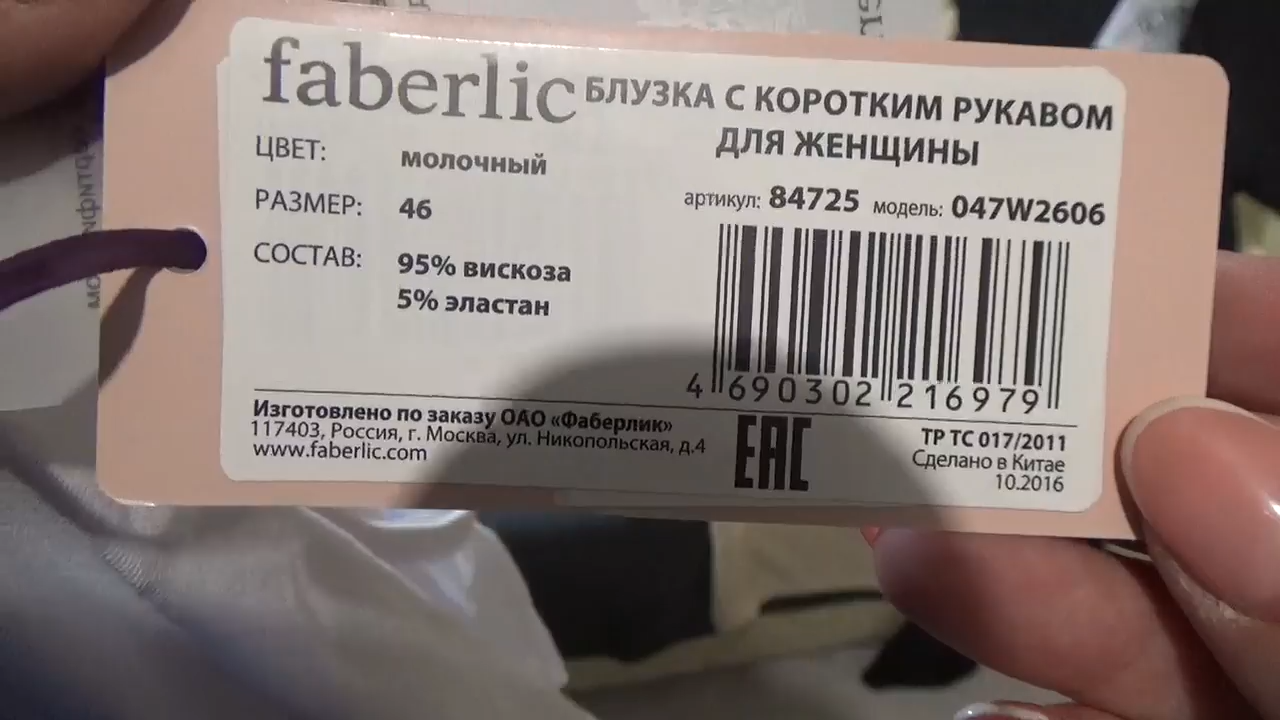 faberlic БЛУЗКА С КОРОТКИМ РУКАВОМ
ДЛЯ ЖЕНЩИНЫ
ЦВЕТ: молочный
РАЗМЕР: 46
СОСТАВ: 95% вискоза
5% эластан
артикул: 84725 модель: 047W2606
4 690302 216979
Изготовлено по заказу ОАО «Фаберлик»
117403, Россия, г. Москва, ул. Никопольская, д.4
www.faberlic.com
EAC
ТР ТС 017/2011
Сделано в Китае
10.2016